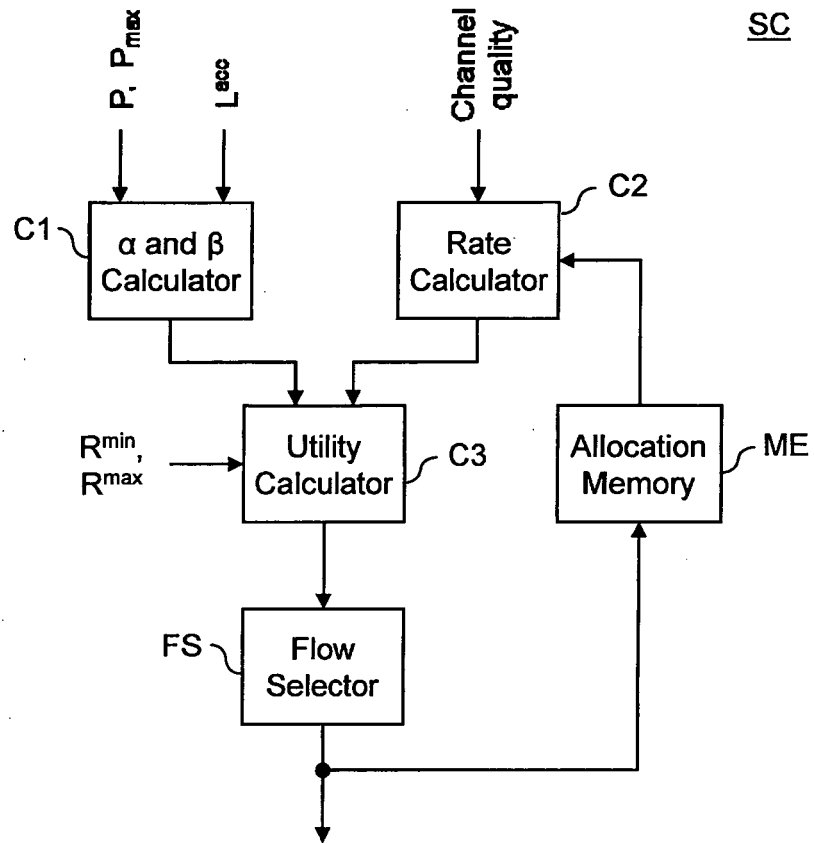 SC
P, Pmax
Lacc
Channel
quality
C1
α and β
Calculator
C2
Rate
Calculator
Rmin,
Rmax
Utility
Calculator
C3
Allocation
Memory
ME
FS
Flow
Selector